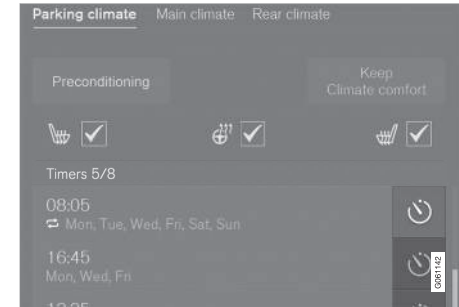 Parking climate Main climate Rear climate
Preconditioning
Keep
Climate comfort
Timers 5/8
08:05
Mon, Tue, Wed, Fri, Sat, Sun
16:45
Mon, Wed, Fri
G061142